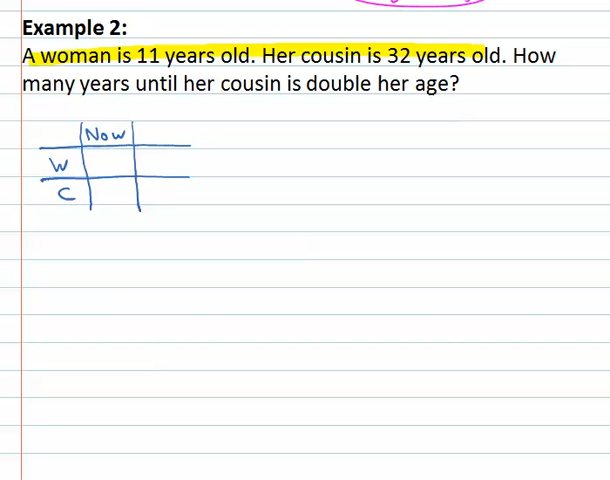 Example 2:
A woman is 11 years old. Her cousin is 32 years old. How
many years until her cousin is double her age?
Now
W
C